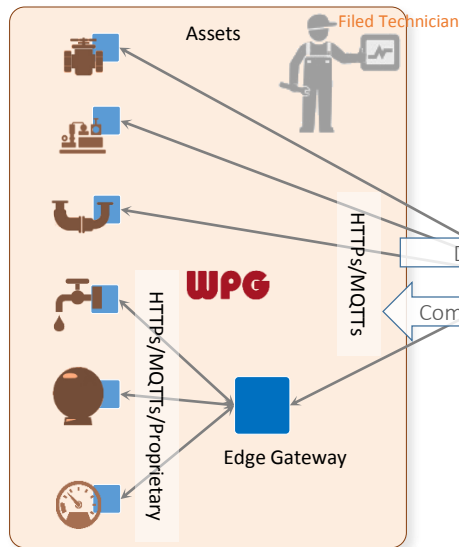 Assets
Filed Technician
HTTPs/MQTTs
D
Com
WPG
HTTPs/MQTTs/Proprietary
Edge Gateway